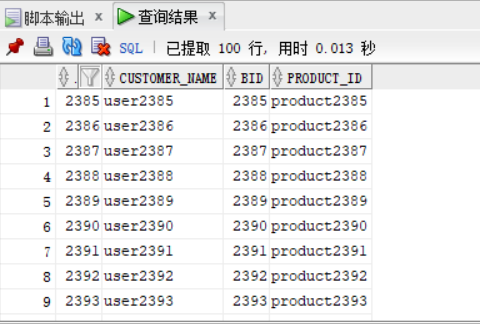 脚本输出 × 查询结果 ×
SQL | 已提取 100 行, 用时 0.013 秒
. CUSTOMER_NAME BID PRODUCT_ID
1 2385 user2385 2385 product2385
2 2386 user2386 2386 product2386
3 2387 user2387 2387 product2387
4 2388 user2388 2388 product2388
5 2389 user2389 2389 product2389
6 2390 user2390 2390 product2390
7 2391 user2391 2391 product2391
8 2392 user2392 2392 product2392
9 2393 user2393 2393 product2393